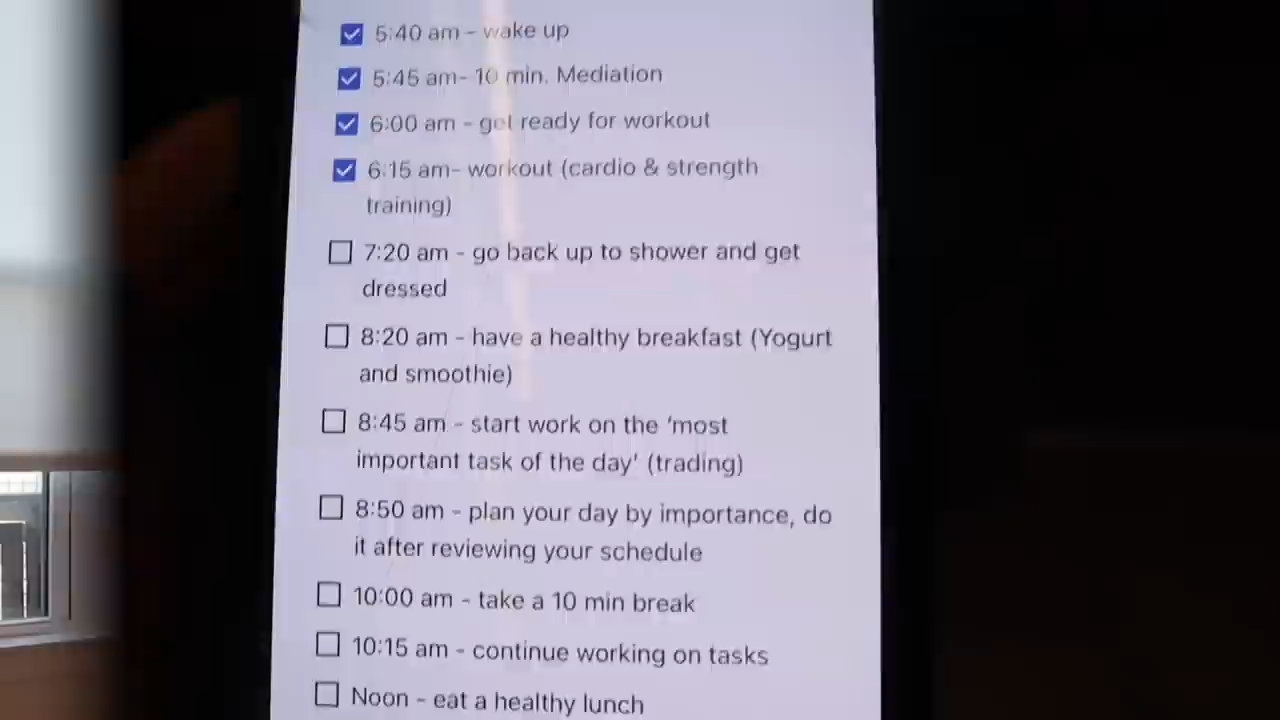 5:40 am - wake up
5:45 am- 10 min. Mediation
6:00 am - get ready for workout
6:15 am- workout (cardio & strength
training)
7:20 am - go back up to shower and get
dressed
8:20 am - have a healthy breakfast (Yogurt
and smoothie)
8:45 am - start work on the ‘most
important task of the day’ (trading)
8:50 am - plan your day by importance, do
it after reviewing your schedule
10:00 am - take a 10 min break
10:15 am - continue working on tasks
Noon - eat a healthy lunch